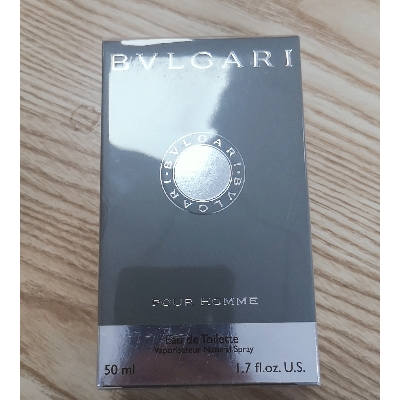 BVLGARI
BVLGARI · BVLGARI ·
POUR HOMME
Eau de Toilette
Vaporisateur Natural Spray
50 ml 1.7 fl.oz. U.S.